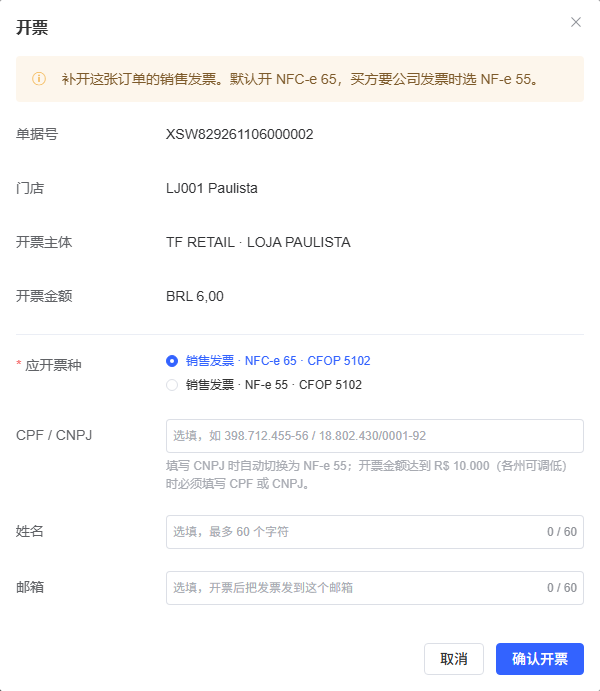 开票
补开这张订单的销售发票。默认开 NFC-e 65，买方要公司发票时选 NF-e 55。
单据号 XSW829261106000002
门店 LJ001 Paulista
开票主体 TF RETAIL · LOJA PAULISTA
开票金额 BRL 6,00
* 应开票种 销售发票 · NFC-e 65 · CFOP 5102
销售发票 · NF-e 55 · CFOP 5102
CPF / CNPJ 选填，如 398.712.455-56 / 18.802.430/0001-92
填写 CNPJ 时自动切换为 NF-e 55；开票金额达到 R$ 10.000（各州可调低）
时必须填写 CPF 或 CNPJ。
姓名 选填，最多 60 个字符 0 / 60
邮箱 选填，开票后把发票发到这个邮箱 0 / 60
取消 确认开票